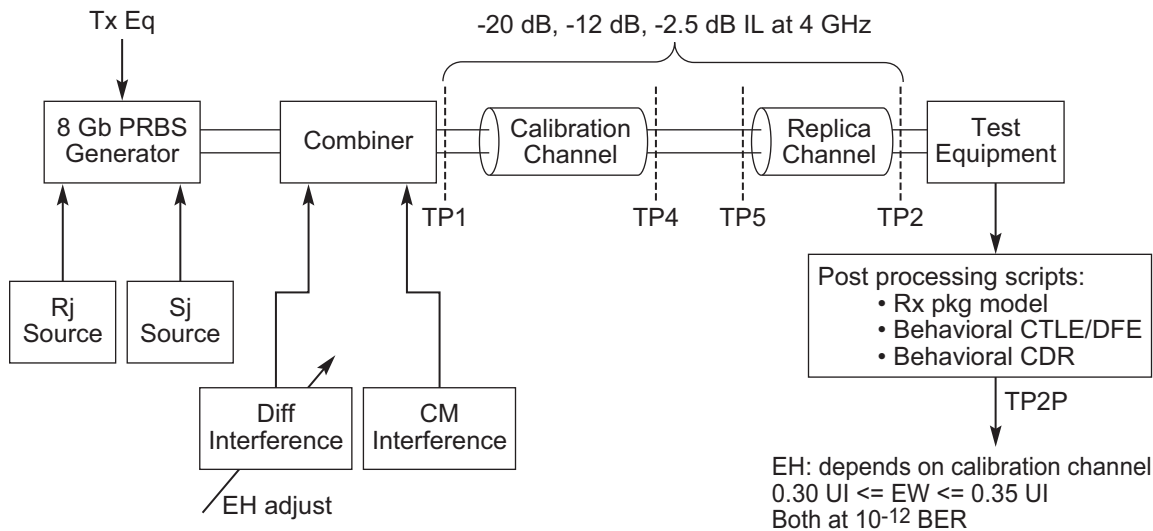 Tx Eq
-20 dB, -12 dB, -2.5 dB IL at 4 GHz
8 Gb PRBS
Generator
Combiner
Calibration
Channel
Replica
Channel
Test
Equipment
TP1
TP4
TP5
TP2
Rj
Source
Sj
Source
Post processing scripts:
• Rx pkg model
• Behavioral CTLE/DFE
• Behavioral CDR
Diff
Interference
CM
Interference
TP2P
EH adjust
EH: depends on calibration channel
0.30 UI <= EW <= 0.35 UI
Both at 10-12 BER